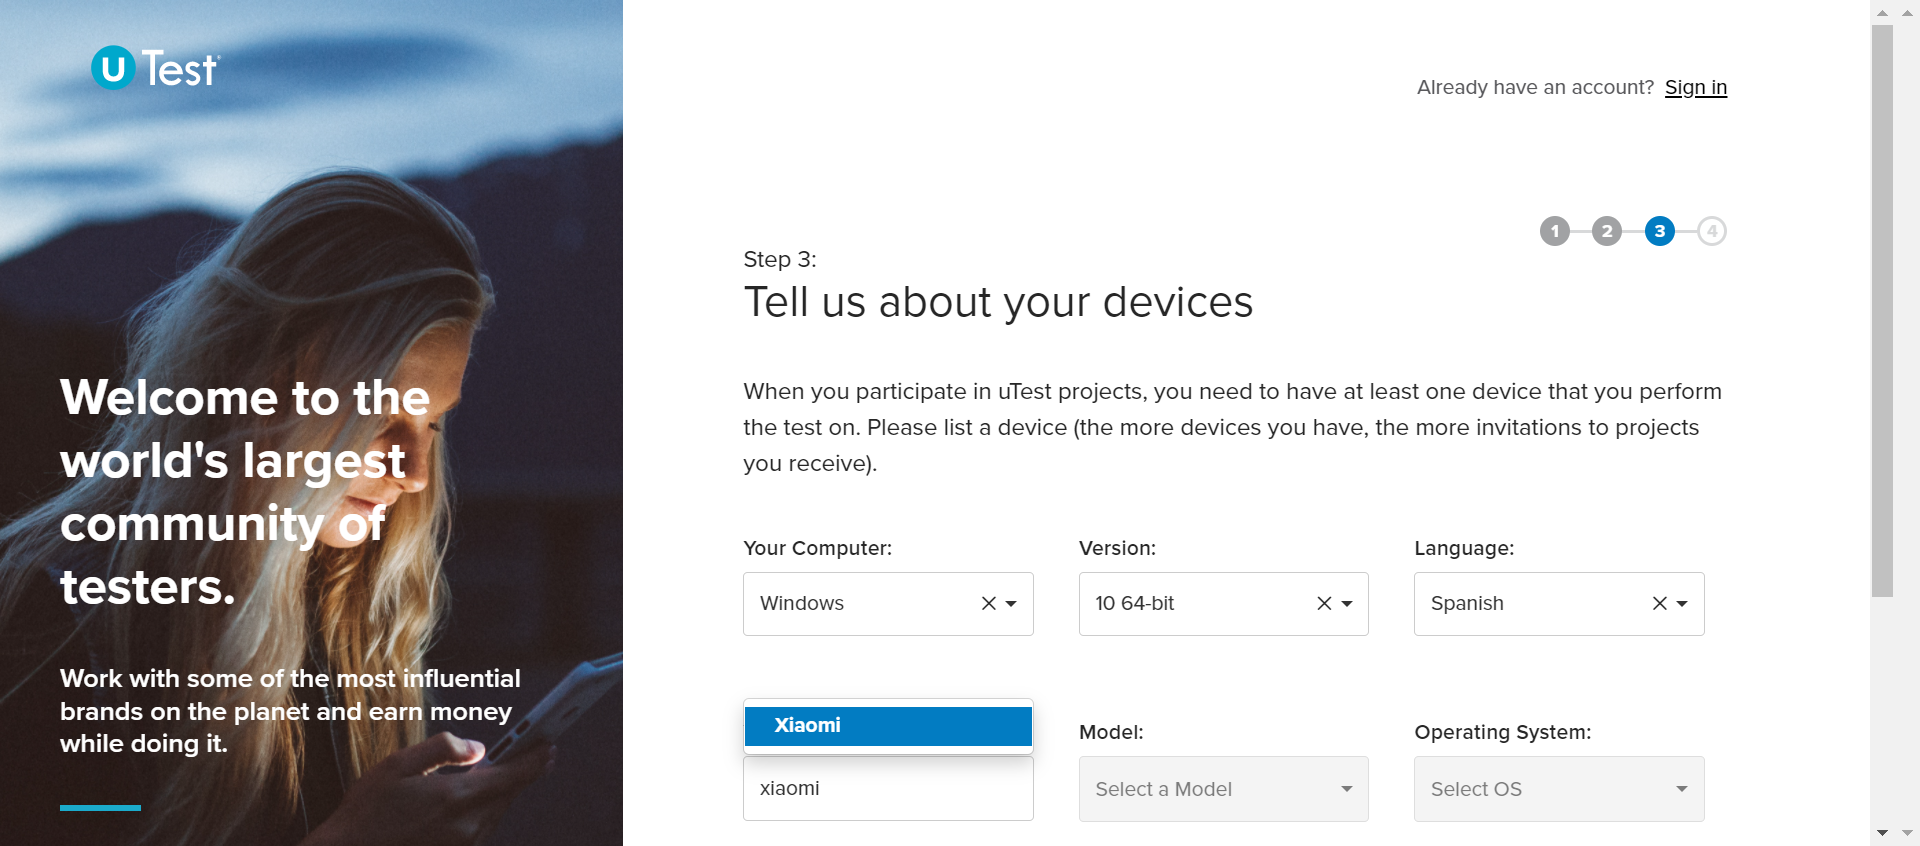 u Test
Already have an account? Sign in
1 2 3 4
Step 3:
Tell us about your devices
When you participate in uTest projects, you need to have at least one device that you perform
the test on. Please list a device (the more devices you have, the more invitations to projects
you receive).
Your Computer: Version: Language:
Windows 10 64-bit Spanish
Xiaomi
Model: Operating System:
xiaomi Select a Model Select OS
Welcome to the
world's largest
community of
testers.
Work with some of the most influential
brands on the planet and earn money
while doing it.